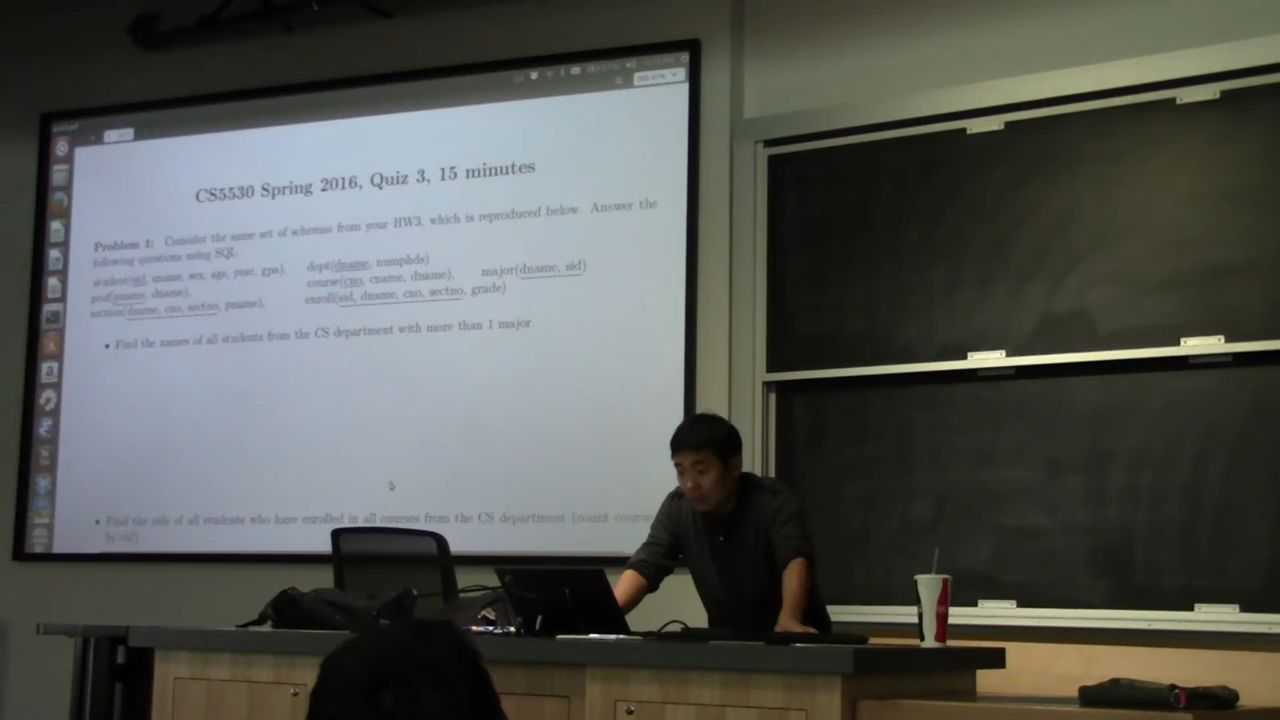 CS5530 Spring 2016, Quiz 3, 15 minutes
Problem 1: Consider the same set of schemas from your HW3, which is reproduced below. Answer the
following questions using SQL.
student(sid, sname, sex, age, year, gpa), dept(dname, numphds)
prof(pname, dname), course(cno, cname, dname), major(dname, sid)
section(dname, cno, sectno, pname), enroll(sid, dname, cno, sectno, grade)
• Find the names of all students from the CS department with more than 1 major.
• Find the sids of all students who have enrolled in all courses from the CS department (count course